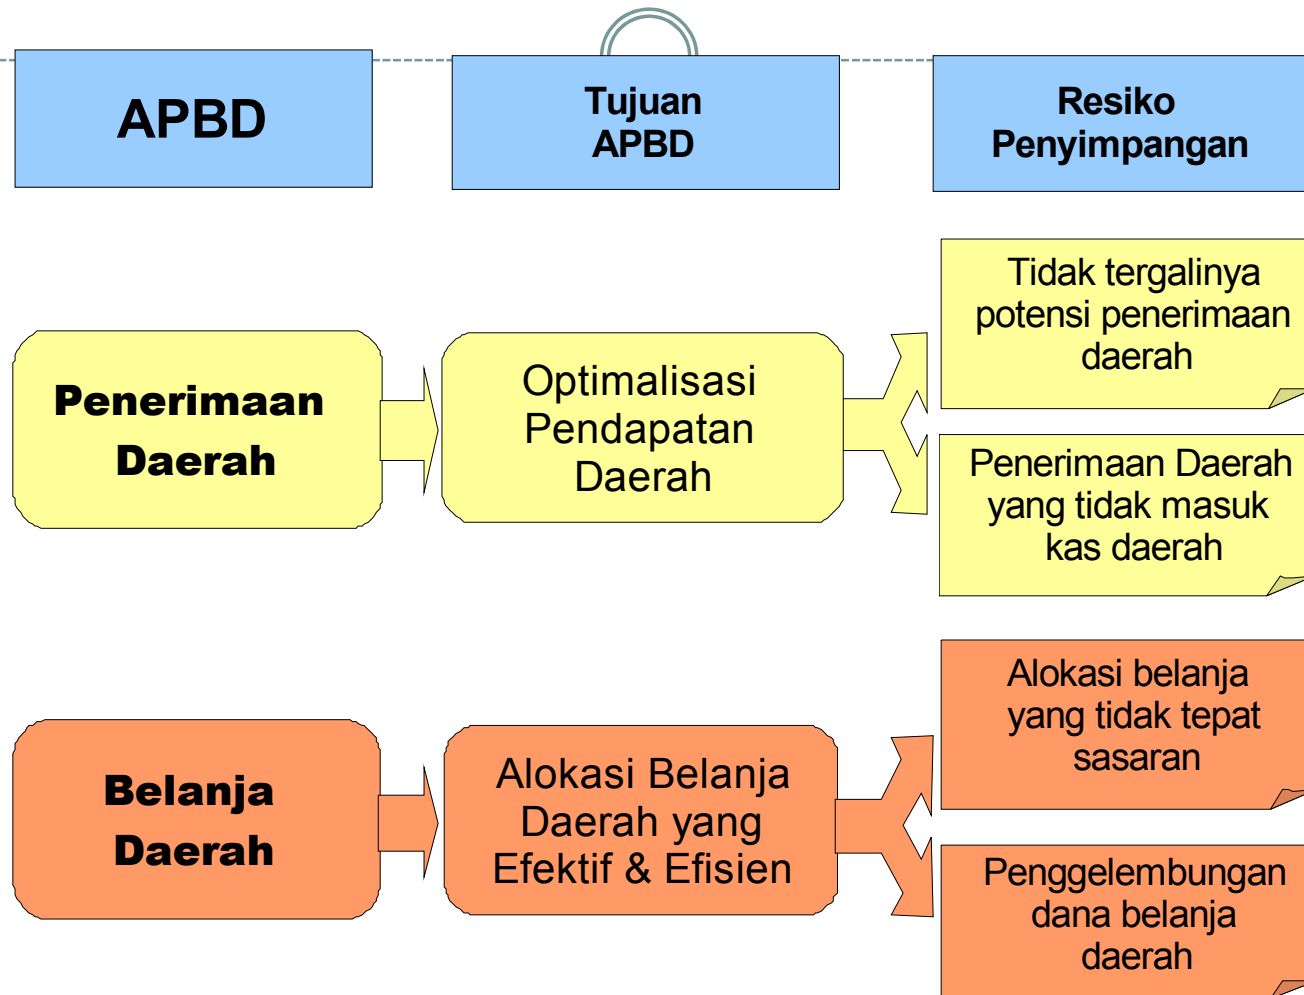 APBD
Tujuan
APBD
Resiko
Penyimpangan
Penerimaan
Daerah
Optimalisasi
Pendapatan
Daerah
Tidak tergalinya
potensi penerimaan
daerah
Penerimaan Daerah
yang tidak masuk
kas daerah
Belanja
Daerah
Alokasi Belanja
Daerah yang
Efektif & Efisien
Alokasi belanja
yang tidak tepat
sasaran
Penggelembungan
dana belanja
daerah